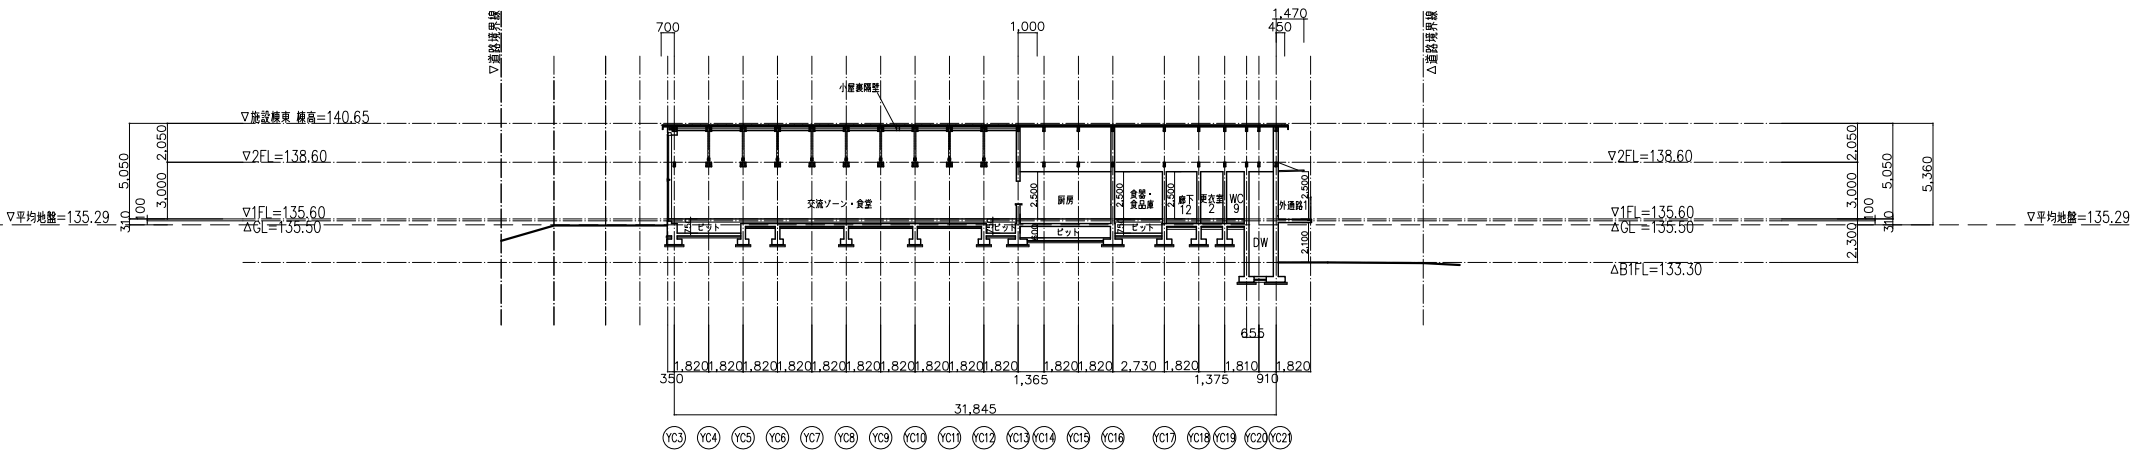 ▽道路境界線
700
1,000
1,470
450
△道路境界線
小屋裏隔壁
▽施設棟東 棟高=140.65
▽2FL=138.60
▽1FL=135.60
△GL=135.50
▽平均地盤=135.29
5,050
2,050
3,000
100
310
交流ゾーン・食堂
2,500
厨房
2,500
食器・
食品庫
2,500
廊下
12
更衣室
2
WC
9
2,500
外通路1
750
ピット
750
ピット
600
ピット
750
ピット
DW
2,100
▽2FL=138.60
▽1FL=135.60
△GL=135.50
△B1FL=133.30
2,050
3,000
2,300
5,050
100
310
5,360
▽平均地盤=135.29
655
350
1,820
1,820
1,820
1,820
1,820
1,820
1,820
1,820
1,820
1,820
1,365
1,820
1,820
2,730
1,820
1,375
1,810
910
1,820
31,845
YC3
YC4
YC5
YC6
YC7
YC8
YC9
YC10
YC11
YC12
YC13
YC14
YC15
YC16
YC17
YC18
YC19
YC20
YC21